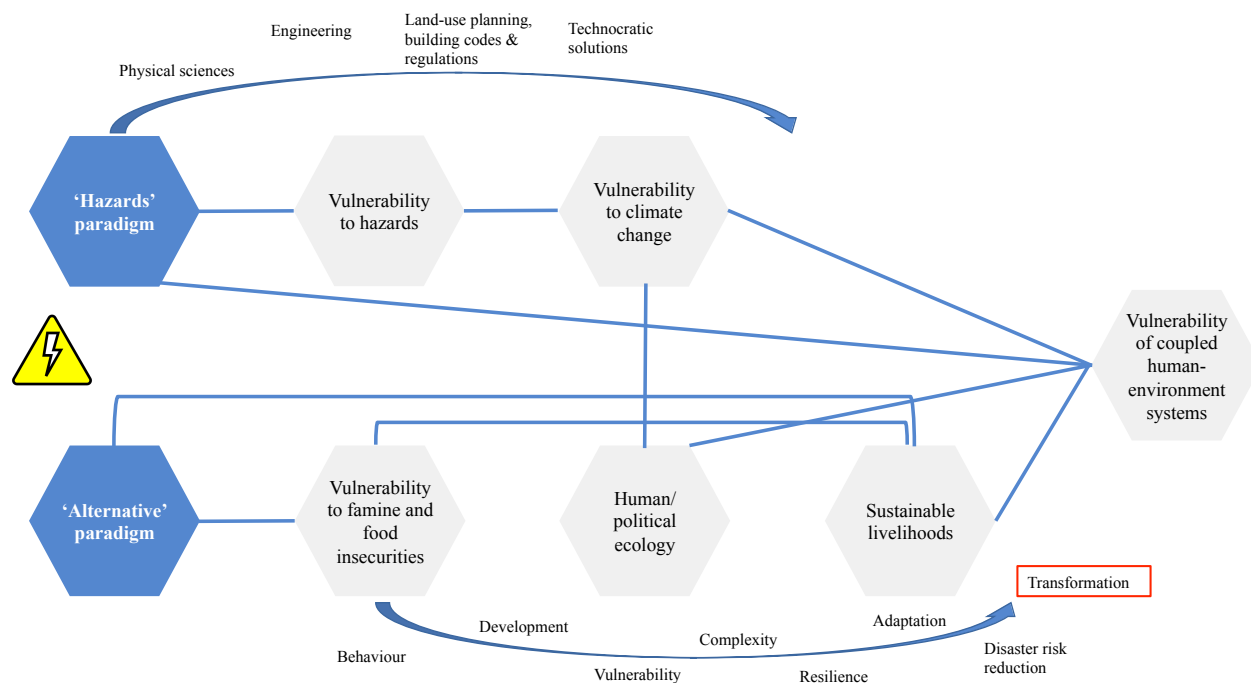 Engineering
Land-use planning,
building codes &
regulations
Technocratic
solutions
Physical sciences
‘Hazards’
paradigm
Vulnerability
to hazards
Vulnerability
to climate
change
Vulnerability
of coupled
human-
environment
systems
‘Alternative’
paradigm
Vulnerability
to famine and
food
insecurities
Human/
political
ecology
Sustainable
livelihoods
Transformation
Behaviour
Development
Vulnerability
Complexity
Resilience
Adaptation
Disaster risk
reduction